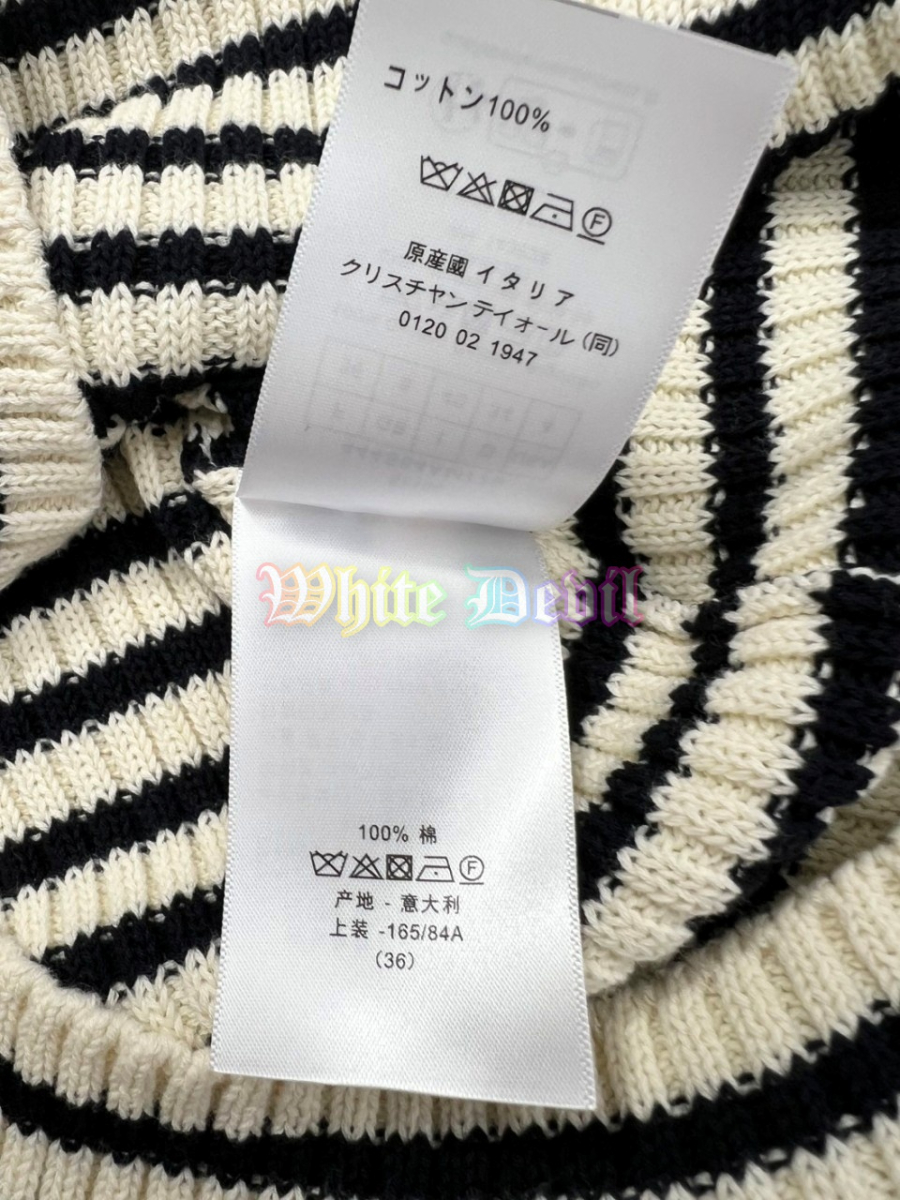 コットン100%
F
原産國 イタリア
クリスチャンデイオール (同)
0120 02 1947
White Devil
100% 棉
F
产地 - 意大利
上装 -165/84A
(36)